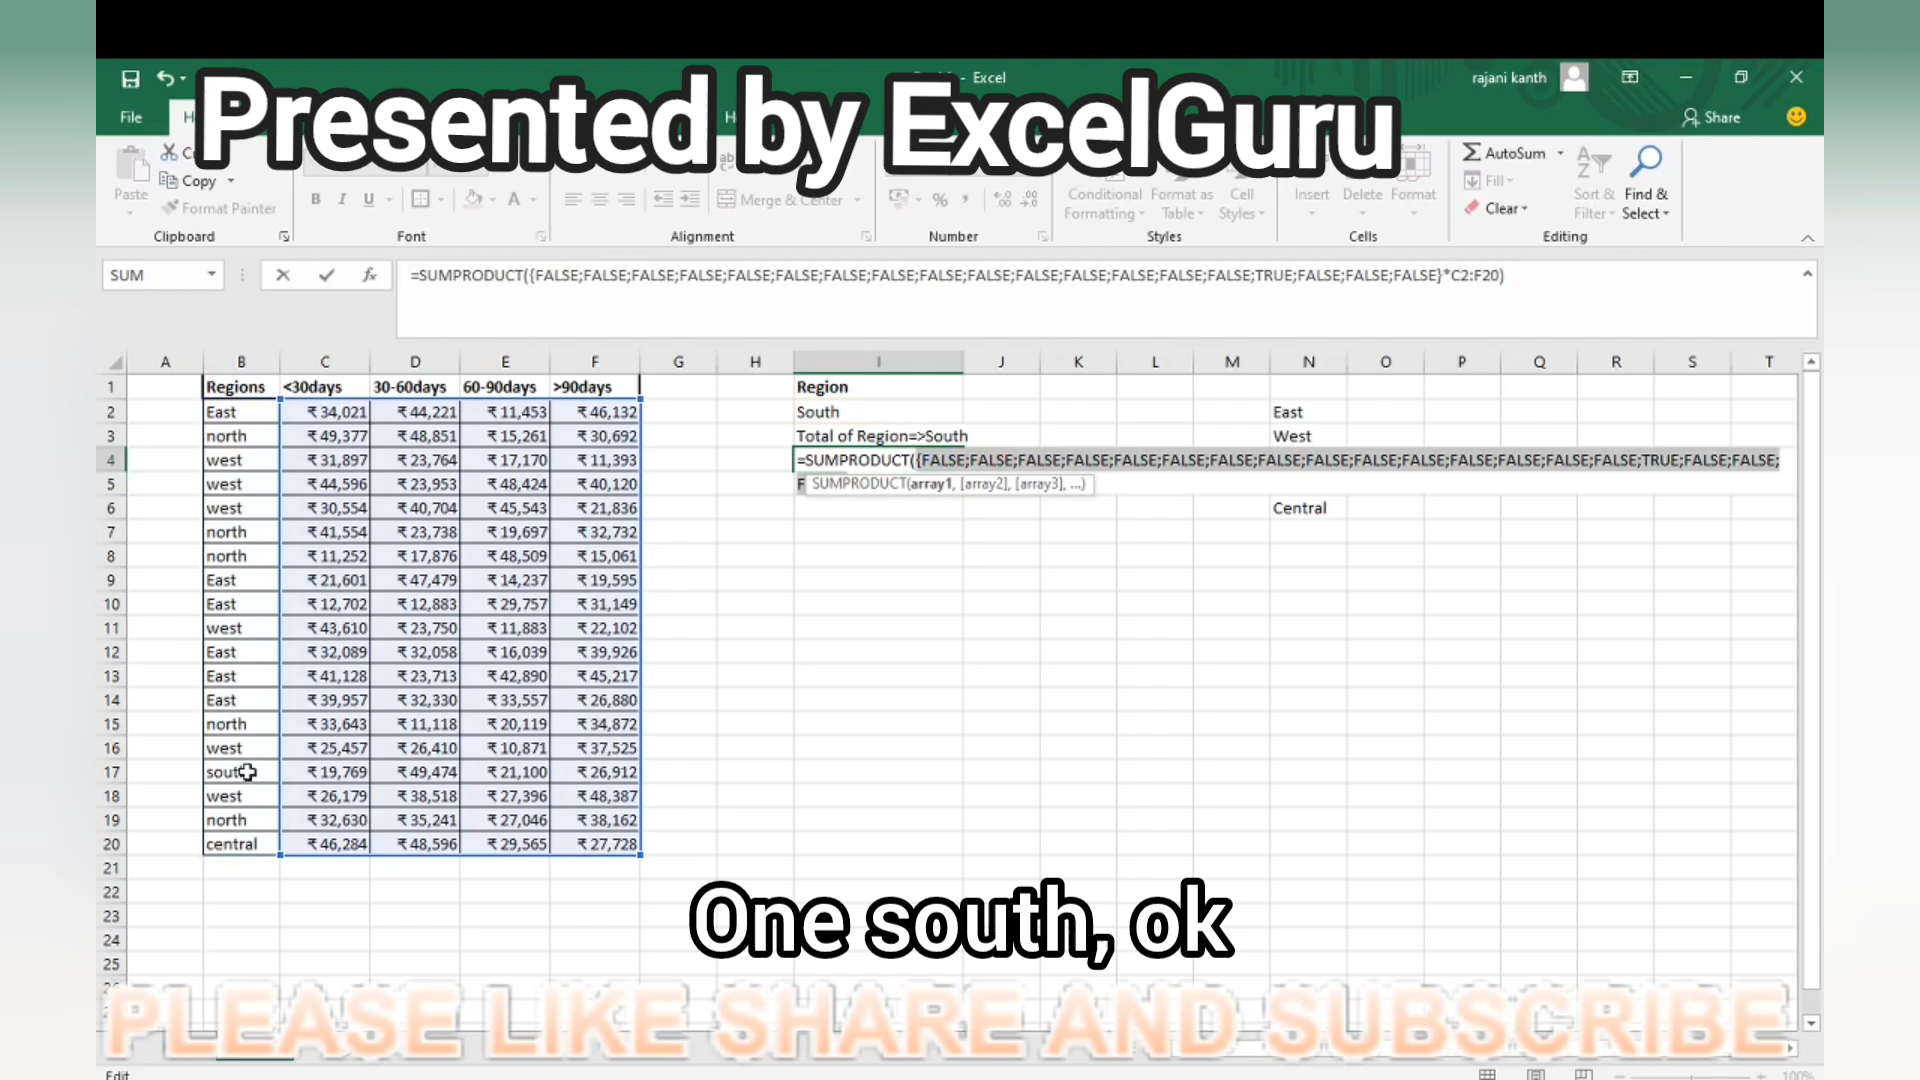 - Excel
rajani kanth
Presented by ExcelGuru
File
Share
Paste
Copy
Format Painter
Merge & Center
Conditional Formatting
Format as Table
Cell Styles
Insert
Delete
Format
AutoSum
Fill
Clear
Sort & Filter
Find & Select
Clipboard
Font
Alignment
Number
Styles
Cells
Editing
SUM
=SUMPRODUCT({FALSE;FALSE;FALSE;FALSE;FALSE;FALSE;FALSE;FALSE;FALSE;FALSE;FALSE;FALSE;FALSE;FALSE;FALSE;TRUE;FALSE;FALSE;FALSE}*C2:F20)
A B C D E F G H I J K L M N O P Q R S T
1 Regions <30days 30-60days 60-90days >90days Region
2 East ₹ 34,021 ₹ 44,221 ₹ 11,453 ₹ 46,132 South East
3 north ₹ 49,377 ₹ 48,851 ₹ 15,261 ₹ 30,692 Total of Region=>South West
4 west ₹ 31,897 ₹ 23,764 ₹ 17,170 ₹ 11,393 =SUMPRODUCT({FALSE;FALSE;FALSE;FALSE;FALSE;FALSE;FALSE;FALSE;FALSE;FALSE;FALSE;FALSE;FALSE;FALSE;FALSE;TRUE;FALSE;FALSE;
5 west ₹ 44,596 ₹ 23,953 ₹ 48,424 ₹ 40,120 F SUMPRODUCT(array1, [array2], [array3], ...)
6 west ₹ 30,554 ₹ 40,704 ₹ 45,543 ₹ 21,836 Central
7 north ₹ 41,554 ₹ 23,738 ₹ 19,697 ₹ 32,732
8 north ₹ 11,252 ₹ 17,876 ₹ 48,509 ₹ 15,061
9 East ₹ 21,601 ₹ 47,479 ₹ 14,237 ₹ 19,595
10 East ₹ 12,702 ₹ 12,883 ₹ 29,757 ₹ 31,149
11 west ₹ 43,610 ₹ 23,750 ₹ 11,883 ₹ 22,102
12 East ₹ 32,089 ₹ 32,058 ₹ 16,039 ₹ 39,926
13 East ₹ 41,128 ₹ 23,713 ₹ 42,890 ₹ 45,217
14 East ₹ 39,957 ₹ 32,330 ₹ 33,557 ₹ 26,880
15 north ₹ 33,643 ₹ 11,118 ₹ 20,119 ₹ 34,872
16 west ₹ 25,457 ₹ 26,410 ₹ 10,871 ₹ 37,525
17 south ₹ 19,769 ₹ 49,474 ₹ 21,100 ₹ 26,912
18 west ₹ 26,179 ₹ 38,518 ₹ 27,396 ₹ 48,387
19 north ₹ 32,630 ₹ 35,241 ₹ 27,046 ₹ 38,162
20 central ₹ 46,284 ₹ 48,596 ₹ 29,565 ₹ 27,728
21
22
23
24
25
One south, ok
PLEASE LIKE SHARE AND SUBSCRIBE
Edit
100%